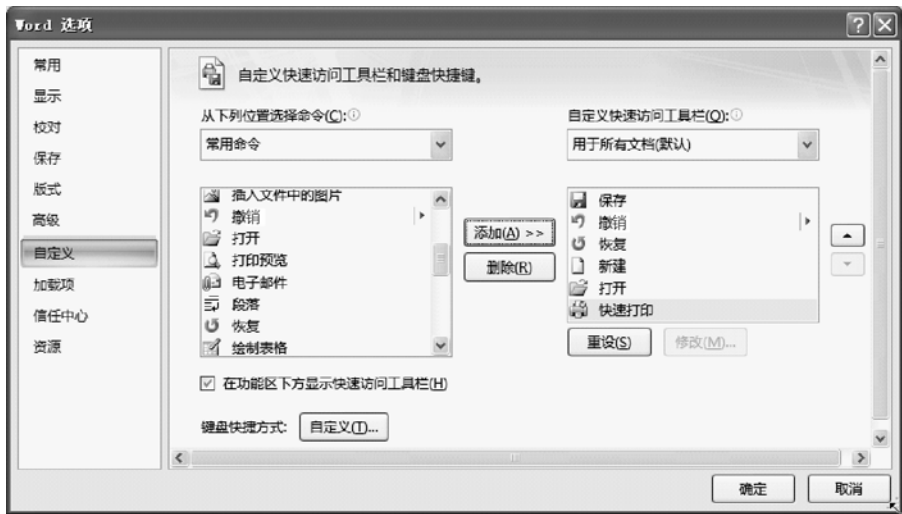 Word 选项
常用
显示
校对
保存
版式
高级
自定义
加载项
信任中心
资源
自定义快速访问工具栏和键盘快捷键。
从下列位置选择命令(C):
常用命令
插入文件中的图片
撤销
打开
打印预览
电子邮件
段落
恢复
绘制表格
添加(A) >>
删除(R)
自定义快速访问工具栏(Q):
用于所有文档(默认)
保存
撤销
恢复
新建
打开
快速打印
重设(S)
修改(M)...
在功能区下方显示快速访问工具栏(H)
键盘快捷方式:
自定义(T)...
确定
取消